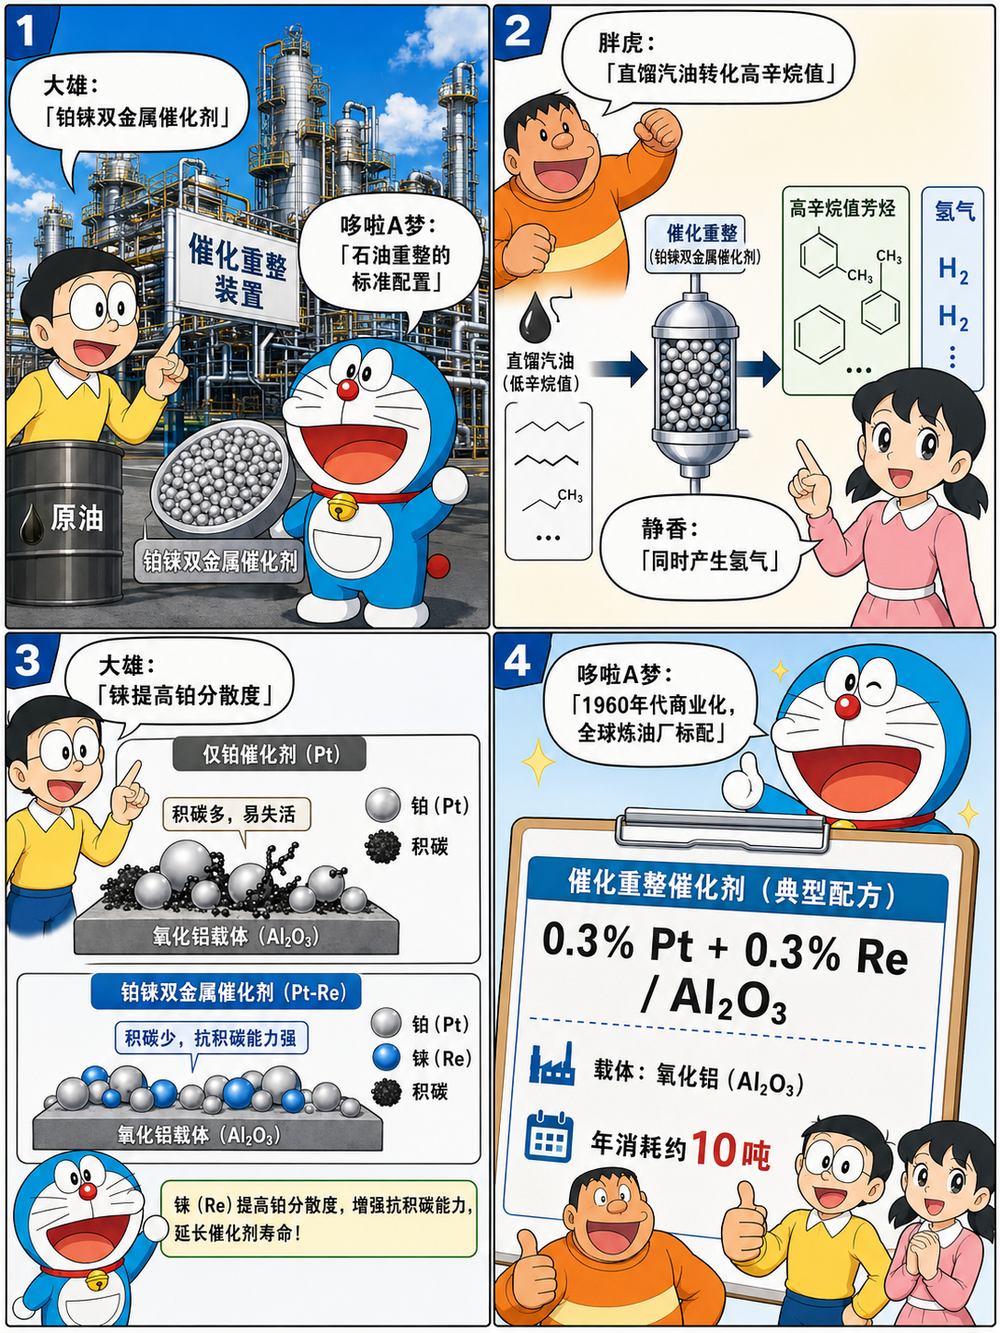 1
大雄：
「铂铼双金属催化剂」
哆啦A梦：
「石油重整的
标准配置」
催化重整
装置
原油
铂铼双金属催化剂
2
胖虎：
「直馏汽油转化高辛烷值」
催化重整
(铂铼双金属催化剂)
直馏汽油
(低辛烷值)
CH₃
...
高辛烷值芳烃
CH₃
CH₃
...
氢气
H₂
H₂
⋮
静香：
「同时产生氢气」
3
大雄：
「铼提高铂分散度」
仅铂催化剂 (Pt)
积碳多，易失活
铂 (Pt)
积碳
氧化铝载体 (Al₂O₃)
铂铼双金属催化剂 (Pt-Re)
积碳少，抗积碳能力强
铂 (Pt)
铼 (Re)
积碳
氧化铝载体 (Al₂O₃)
铼 (Re) 提高铂分散度，增强抗积碳能力，
延长催化剂寿命！
4
哆啦A梦：
「1960年代商业化，
全球炼油厂标配」
催化重整催化剂（典型配方）
0.3% Pt + 0.3% Re
/ Al₂O₃
载体：氧化铝 (Al₂O₃)
年消耗约10吨